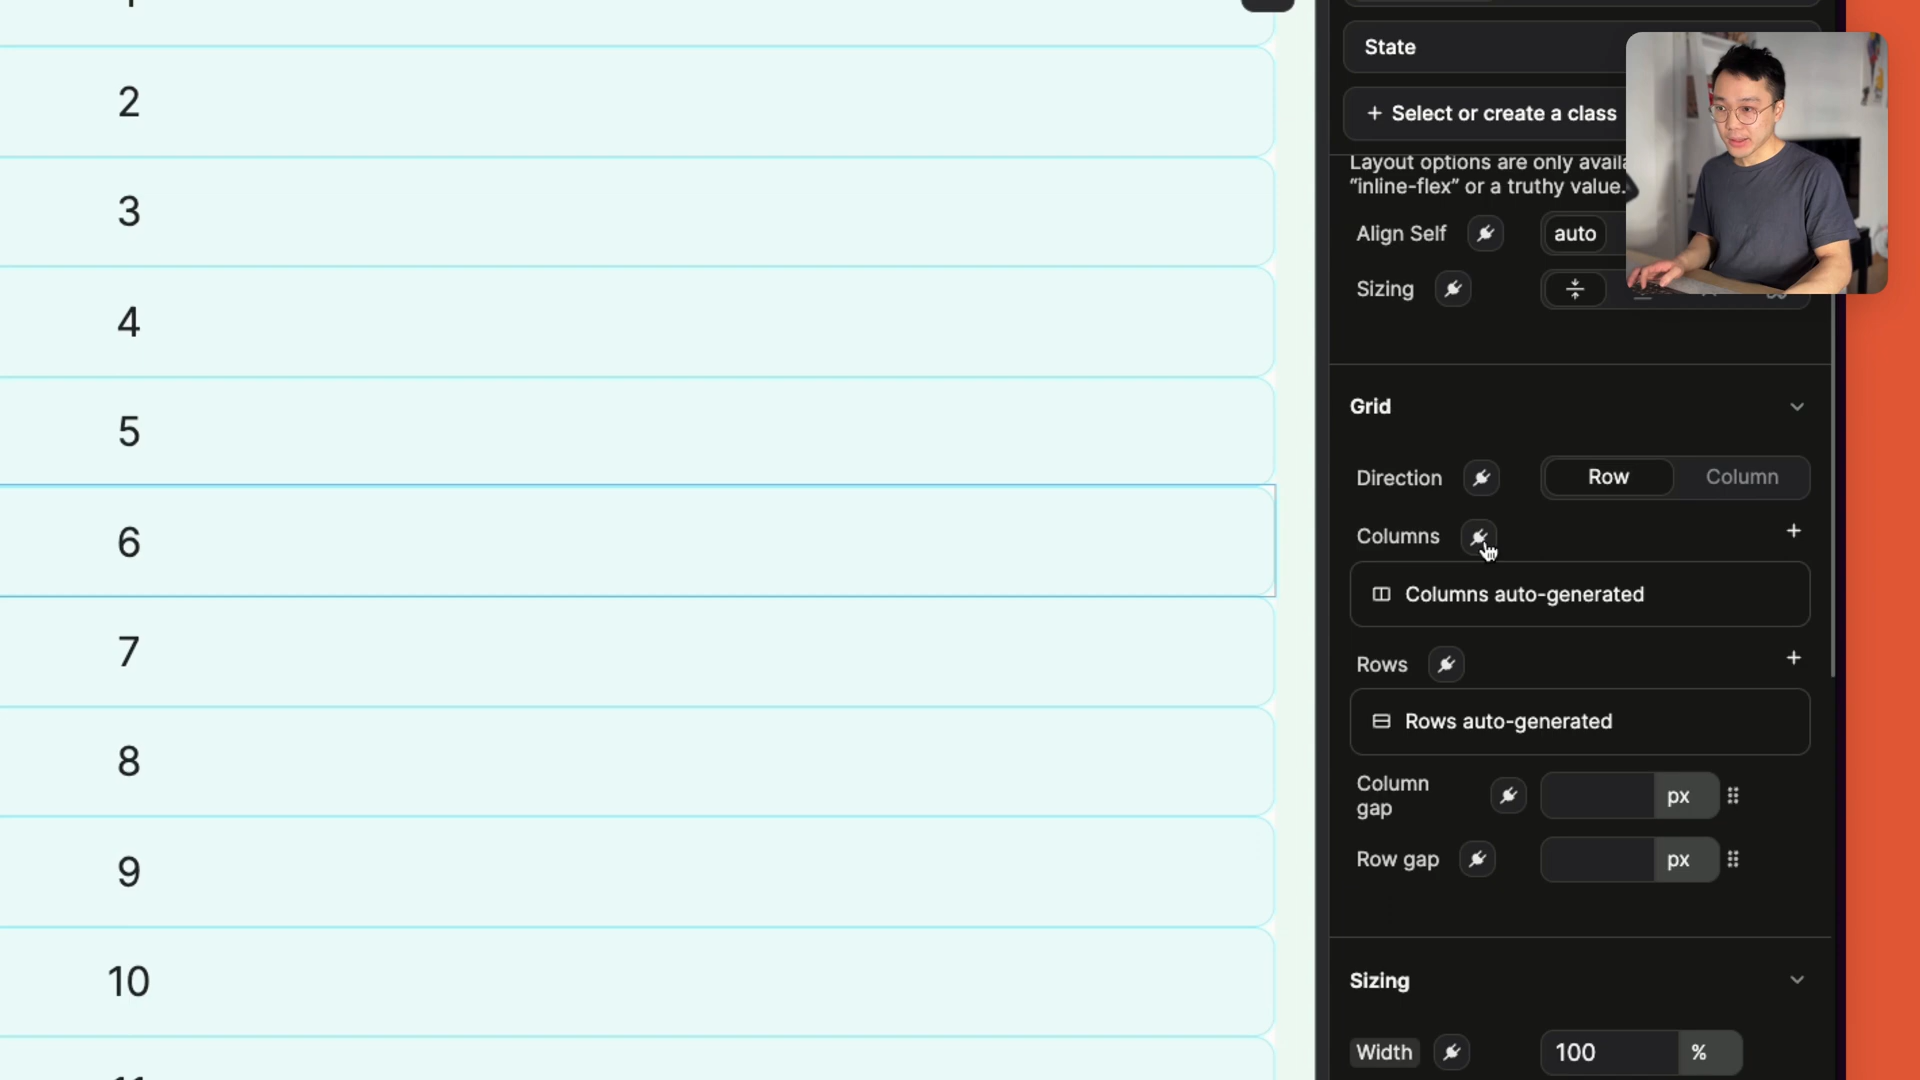 2
3
4
5
6
7
8
9
10
State
+ Select or create a class
Layout options are only
"inline-flex" or a truthy value.
Align Self
auto
Sizing
Grid
Direction
Row
Column
Columns
Columns auto-generated
Rows
Rows auto-generated
Column
gap
px
Row gap
px
Sizing
Width
100
%